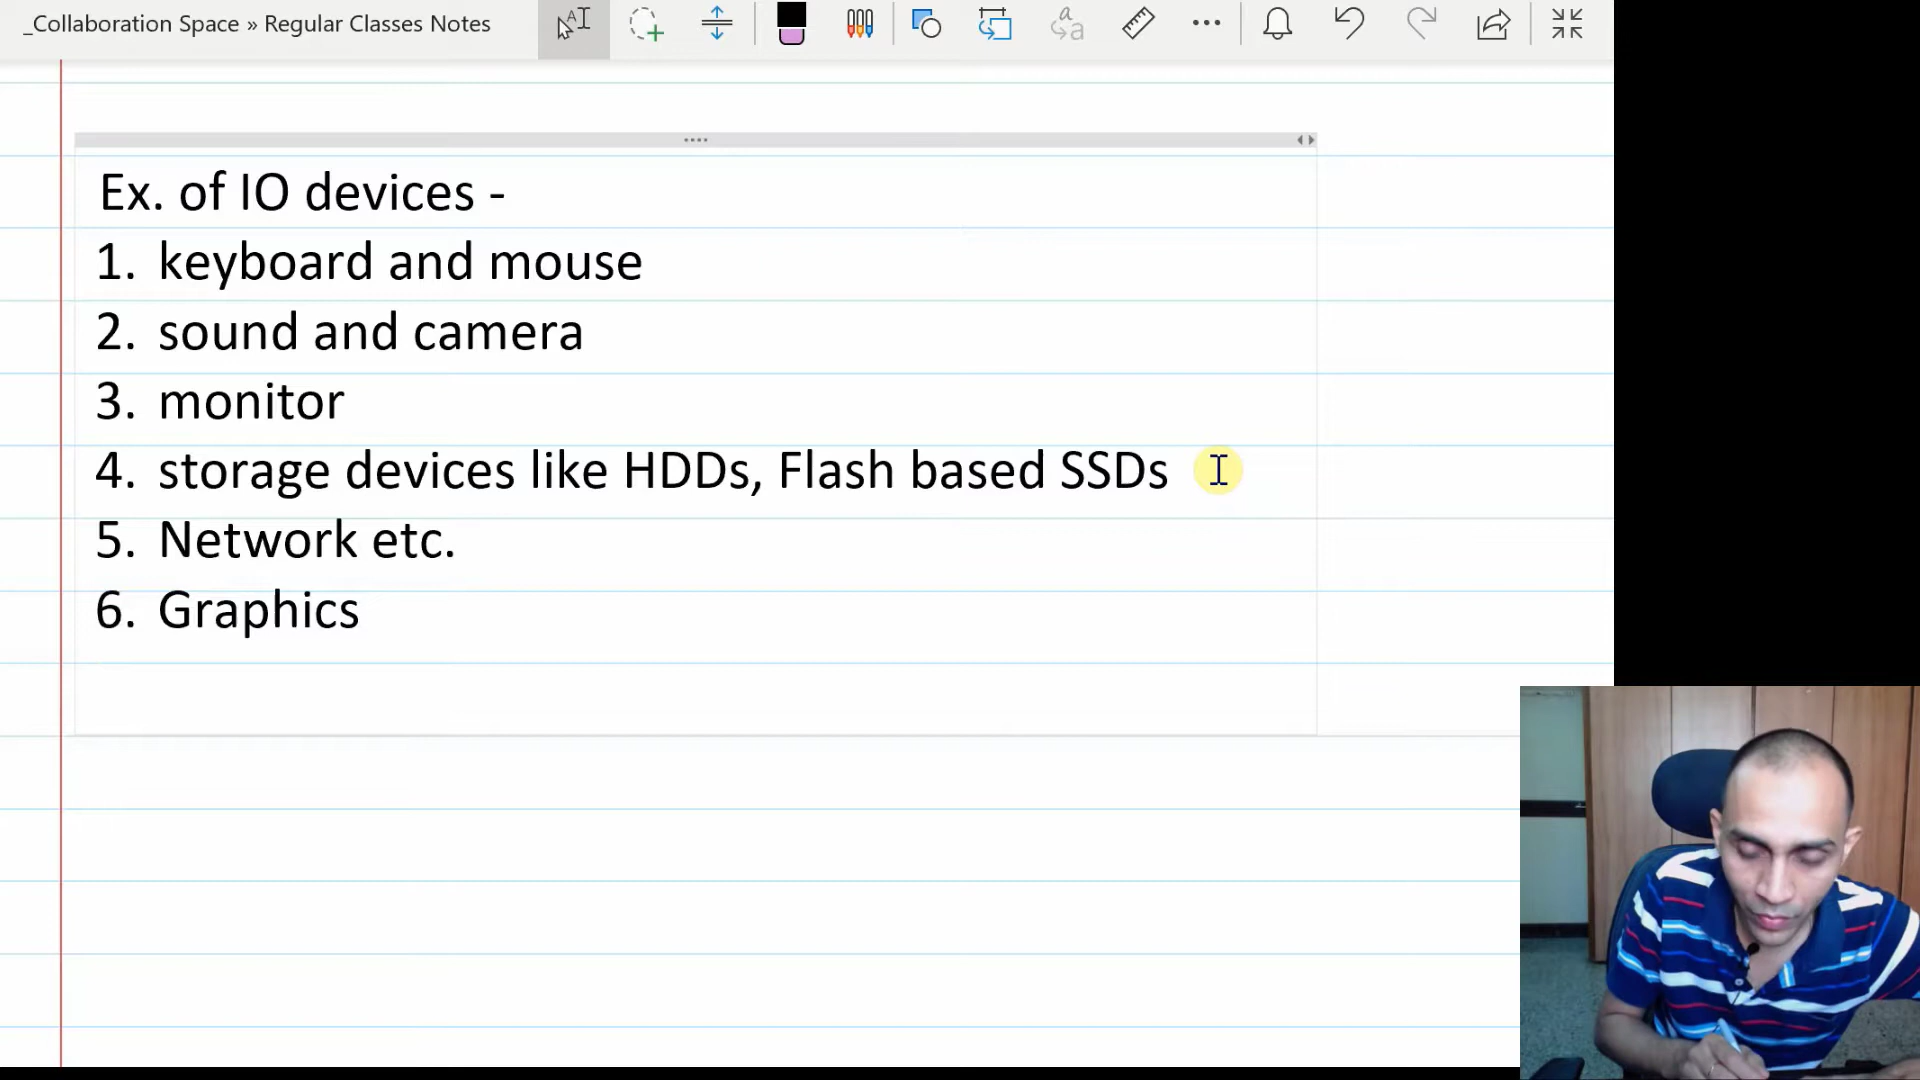 _Collaboration Space » Regular Classes Notes
Ex. of IO devices -
1. keyboard and mouse
2. sound and camera
3. monitor
4. storage devices like HDDs, Flash based SSDs
5. Network etc.
6. Graphics